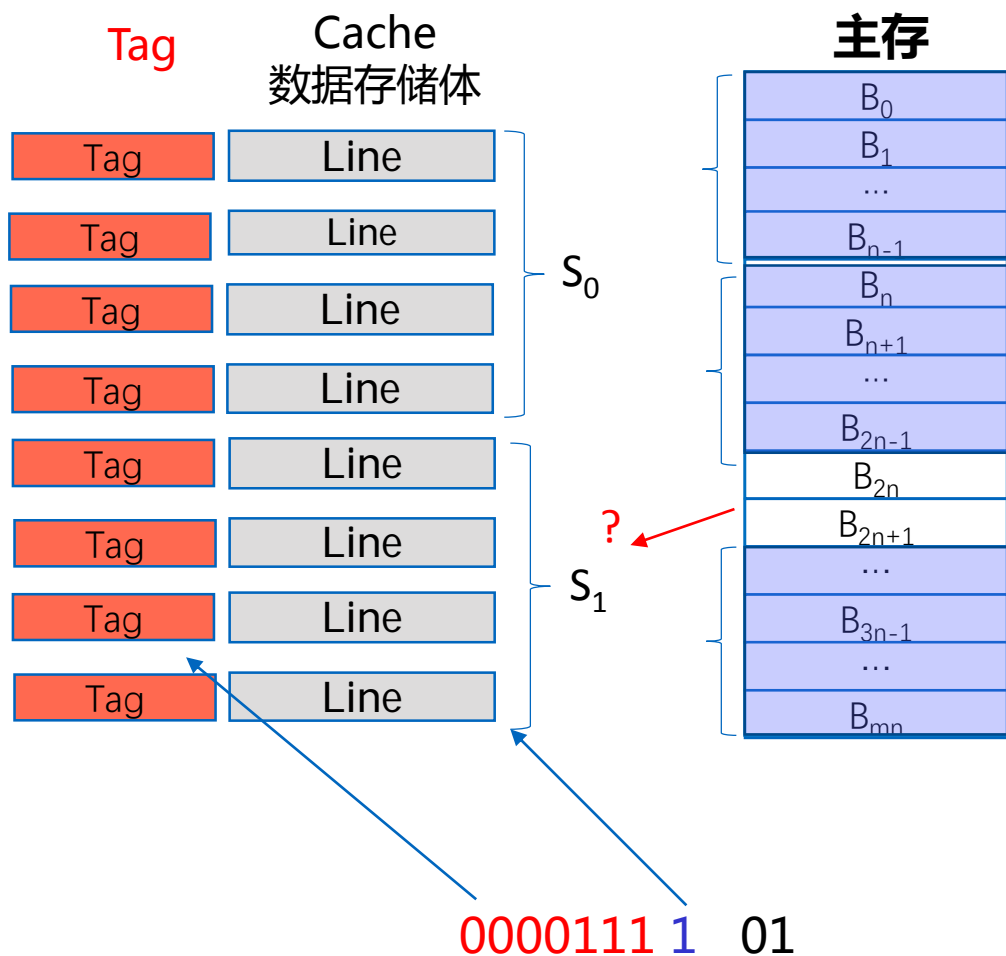 Tag
Cache
数据存储体
主存
Tag Line
Tag Line
Tag Line
Tag Line
S0
Tag Line
Tag Line
Tag Line
Tag Line
S1
?
B0
B1
...
Bn-1
Bn
Bn+1
...
B2n-1
B2n
B2n+1
...
B3n-1
...
Bmn
0000111 1 01